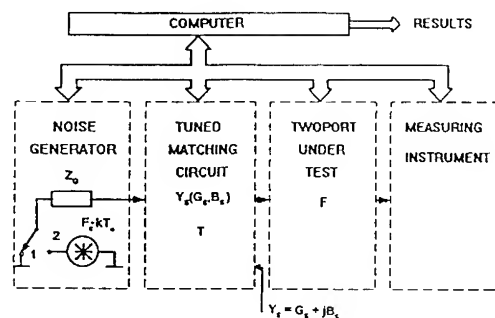 COMPUTER
RESULTS
NOISE
GENERATOR
Z₀
F꜀·kT₀
1
2
TUNED
MATCHING
CIRCUIT
Yₛ(Gₛ, Bₛ)
T
TWOPORT
UNDER
TEST
F
MEASURING
INSTRUMENT
Yₛ = Gₛ + jBₛ